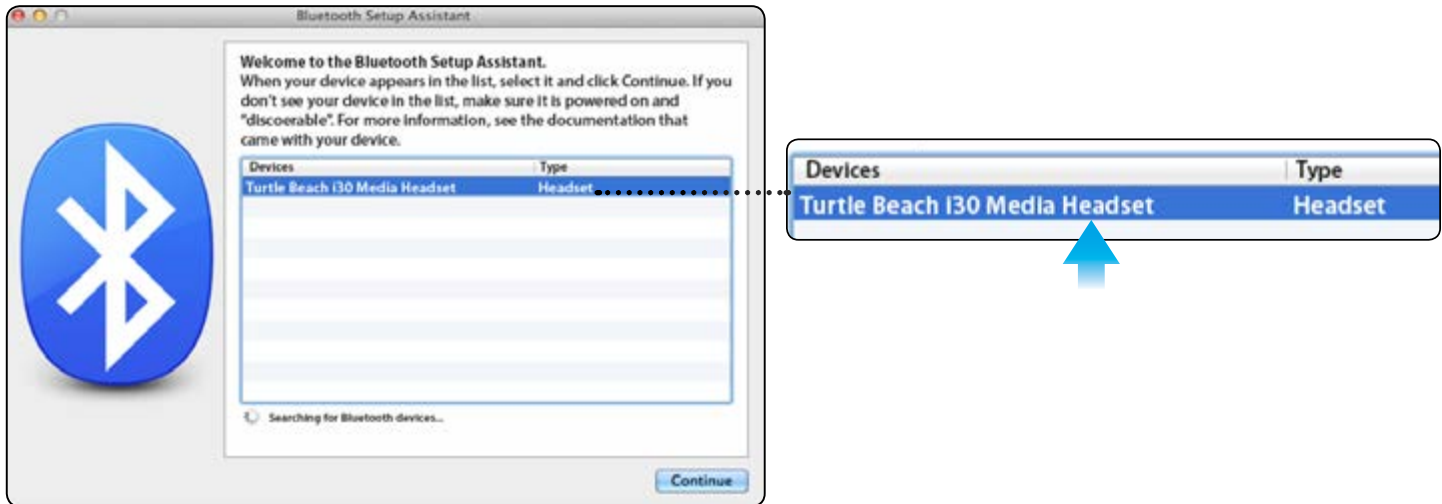 Bluetooth Setup Assistant
Welcome to the Bluetooth Setup Assistant.
When your device appears in the list, select it and click Continue. If you
don't see your device in the list, make sure it is powered on and
"discoerable". For more information, see the documentation that
came with your device.
Devices Type
Turtle Beach i30 Media Headset Headset
Searching for Bluetooth devices...
Continue
Devices Type
Turtle Beach i30 Media Headset Headset